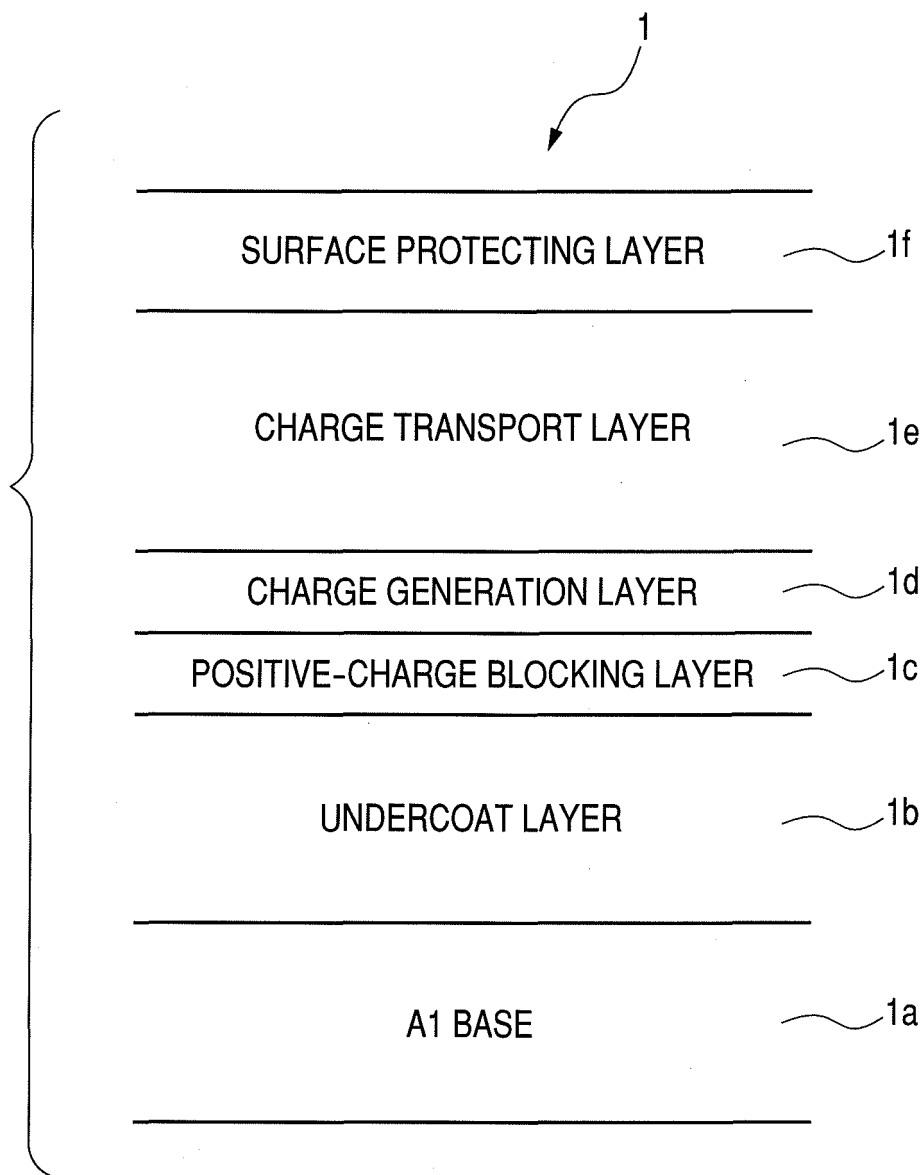 1
SURFACE PROTECTING LAYER 1f
CHARGE TRANSPORT LAYER 1e
CHARGE GENERATION LAYER 1d
POSITIVE-CHARGE BLOCKING LAYER 1c
UNDERCOAT LAYER 1b
A1 BASE 1a